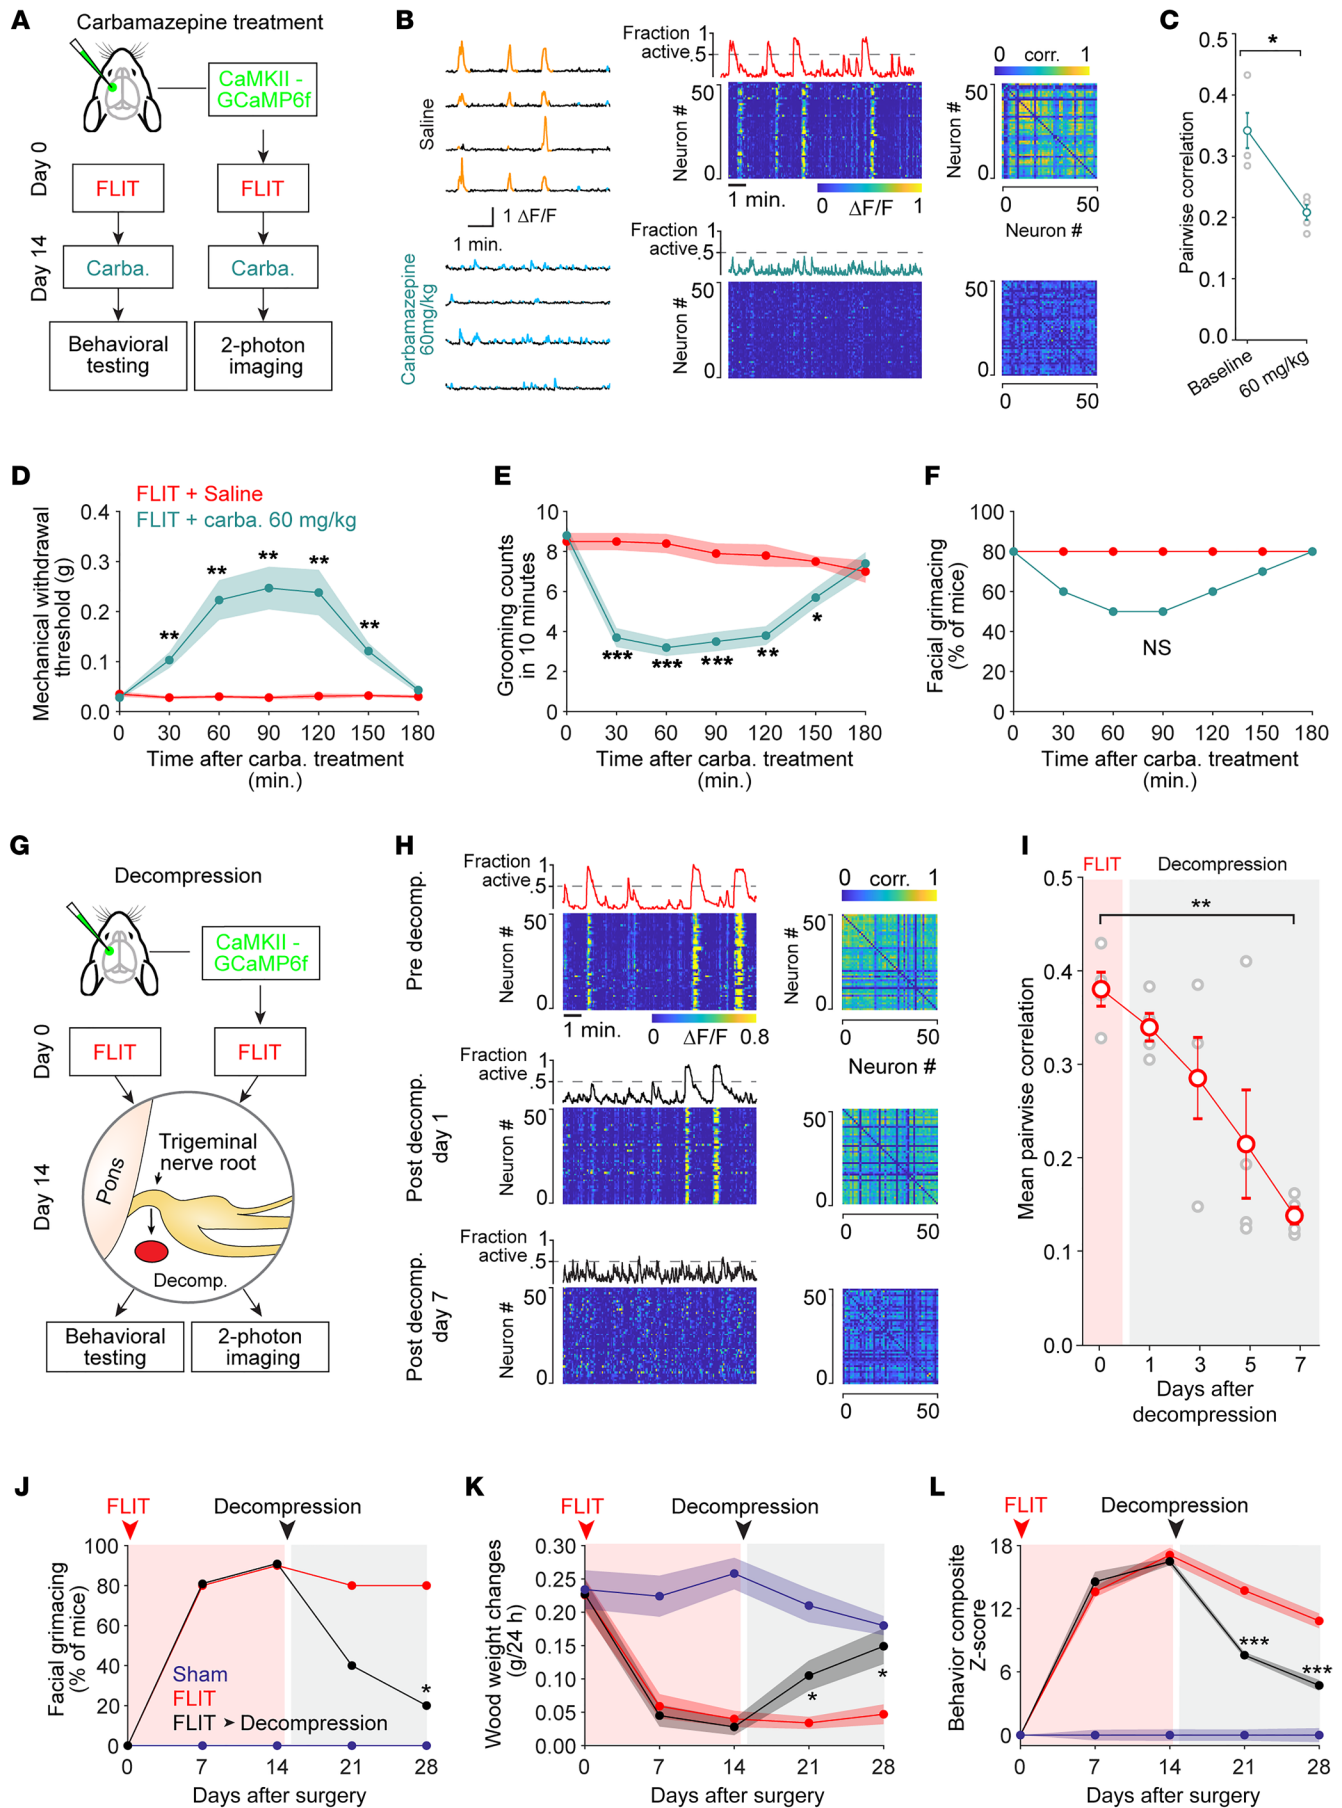 A
Carbamazepine treatment
CaMKII -
GCaMP6f
Day 0
FLIT
FLIT
Day 14
Carba.
Carba.
Behavioral
testing
2-photon
imaging
B
Saline
1 ΔF/F
1 min.
Carbamazepine
60mg/kg
Fraction
active
1
.5
50
Neuron #
0
1 min.
0
ΔF/F
1
Fraction
active
1
.5
50
Neuron #
0
0
corr.
1
50
Neuron #
0
0
50
Neuron #
50
0
0
50
C
*
0.5
0.4
0.3
0.2
0.1
0.0
Pairwise correlation
Baseline
60 mg/kg
D
FLIT + Saline
FLIT + carba. 60 mg/kg
0.4
0.3
0.2
0.1
0.0
Mechanical withdrawal
threshold (g)
**
**
**
**
**
0 30 60 90 120 150 180
Time after carba. treatment
(min.)
E
10
8
6
4
2
0
Grooming counts
in 10 minutes
***
***
***
**
*
0 30 60 90 120 150 180
Time after carba. treatment
(min.)
F
100
80
60
40
20
0
Facial grimacing
(% of mice)
NS
0 30 60 90 120 150 180
Time after carba. treatment
(min.)
G
Decompression
CaMKII -
GCaMP6f
Day 0
FLIT
FLIT
Day 14
Pons
Trigeminal
nerve root
Decomp.
Behavioral
testing
2-photon
imaging
H
Pre decomp.
Fraction
active
1
.5
50
Neuron #
0
1 min.
0
ΔF/F
0.8
0
corr.
1
50
Neuron #
0
0
50
Neuron #
Post decomp.
day 1
Fraction
active
1
.5
50
Neuron #
0
50
0
0
50
Post decomp.
day 7
Fraction
active
1
.5
50
Neuron #
0
50
0
0
50
I
FLIT
Decompression
**
0.5
0.4
0.3
0.2
0.1
0.0
Mean pairwise correlation
0 1 3 5 7
Days after
decompression
J
FLIT
Decompression
100
80
60
40
20
0
Facial grimacing
(% of mice)
Sham
FLIT
FLIT ➤ Decompression
*
0 7 14 21 28
Days after surgery
K
FLIT
Decompression
0.30
0.25
0.20
0.15
0.10
0.05
0.00
Wood weight changes
(g/24 h)
*
*
0 7 14 21 28
Days after surgery
L
FLIT
Decompression
18
12
6
0
Behavior composite
Z-score
***
***
0 7 14 21 28
Days after surgery